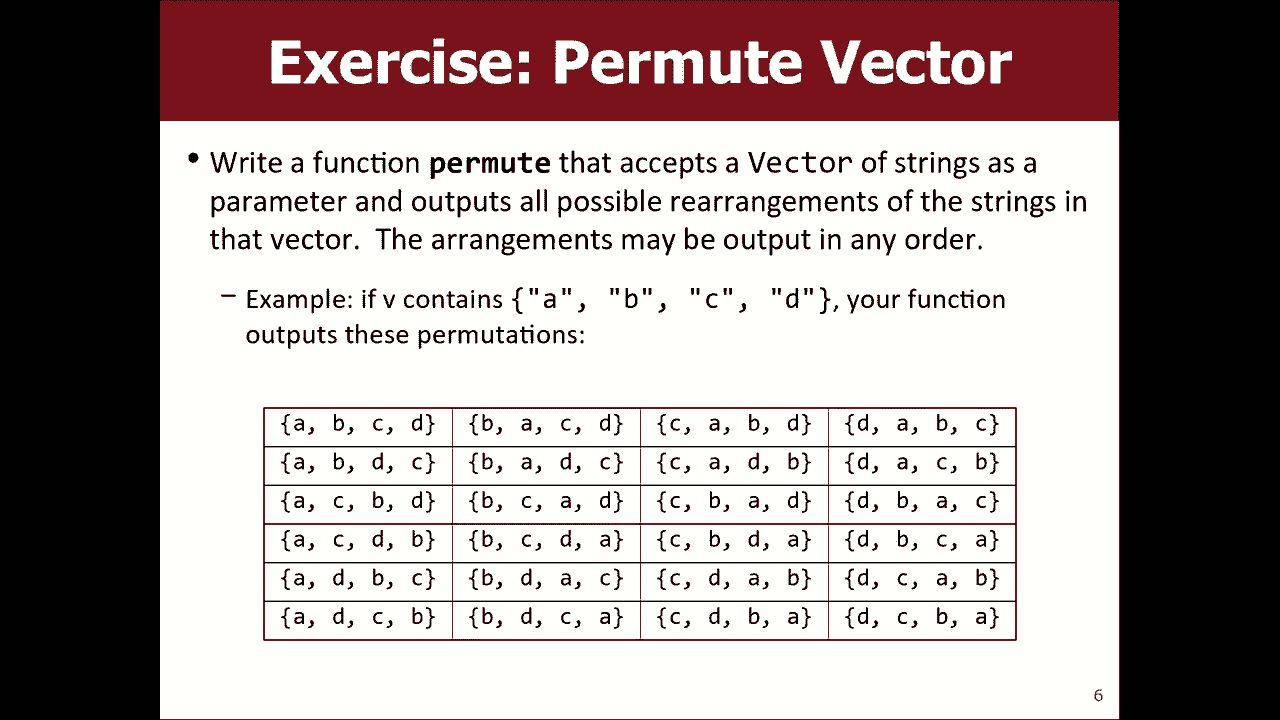 Exercise: Permute Vector
• Write a function permute that accepts a Vector of strings as a
parameter and outputs all possible rearrangements of the strings in
that vector. The arrangements may be output in any order.
– Example: if v contains {"a", "b", "c", "d"}, your function
outputs these permutations:
{a, b, c, d} {b, a, c, d} {c, a, b, d} {d, a, b, c}
{a, b, d, c} {b, a, d, c} {c, a, d, b} {d, a, c, b}
{a, c, b, d} {b, c, a, d} {c, b, a, d} {d, b, a, c}
{a, c, d, b} {b, c, d, a} {c, b, d, a} {d, b, c, a}
{a, d, b, c} {b, d, a, c} {c, d, a, b} {d, c, a, b}
{a, d, c, b} {b, d, c, a} {c, d, b, a} {d, c, b, a}
6